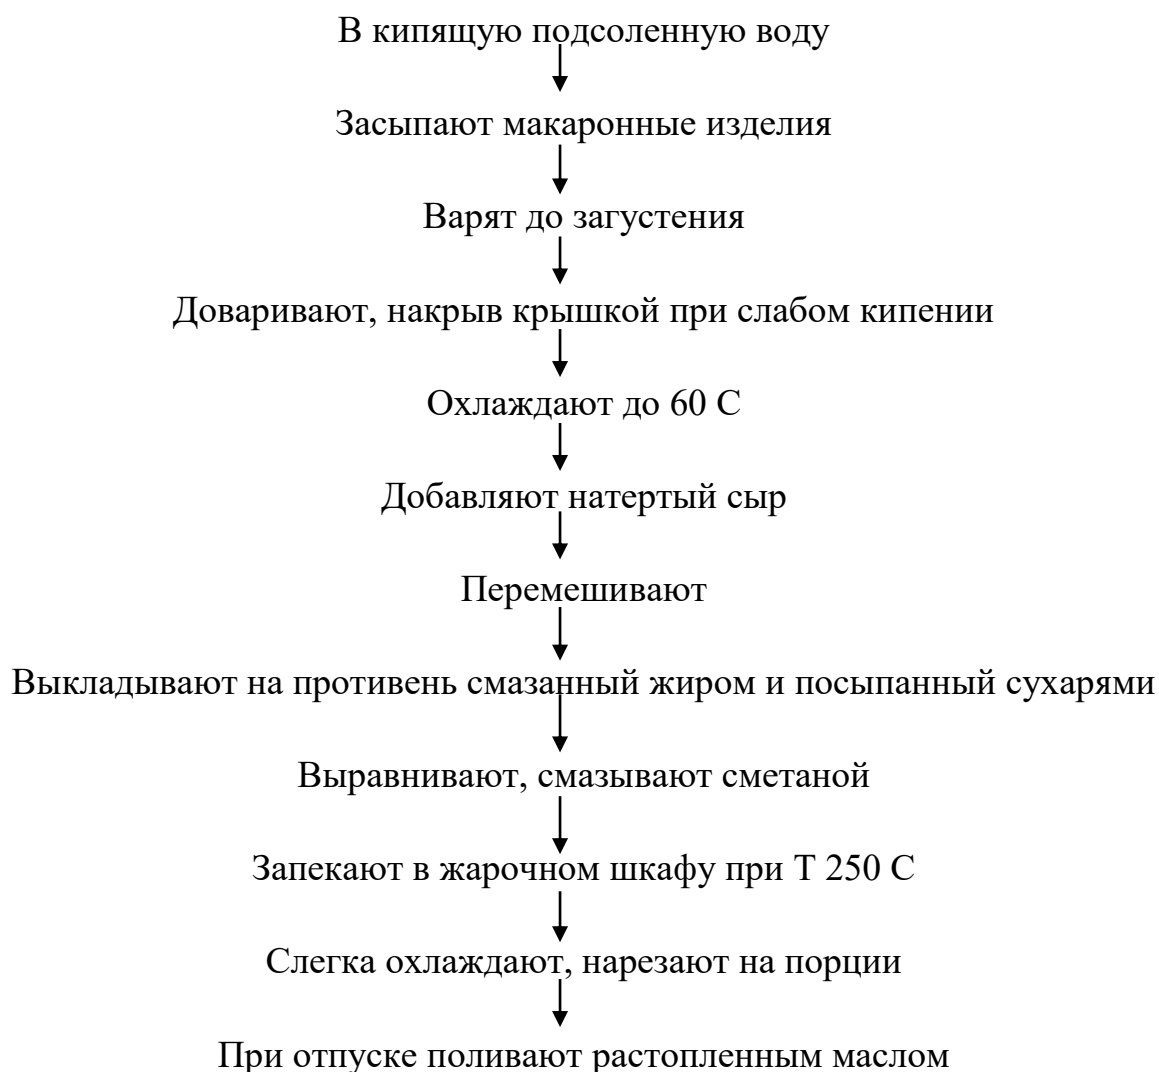 В кипящую подсоленную воду
Засыпают макаронные изделия
Варят до загустения
Доваривают, накрыв крышкой при слабом кипении
Охлаждают до 60 С
Добавляют натертый сыр
Перемешивают
Выкладывают на противень смазанный жиром и посыпанный сухарями
Выравнивают, смазывают сметаной
Запекают в жарочном шкафу при Т 250 С
Слегка охлаждают, нарезают на порции
При отпуске поливают растопленным маслом